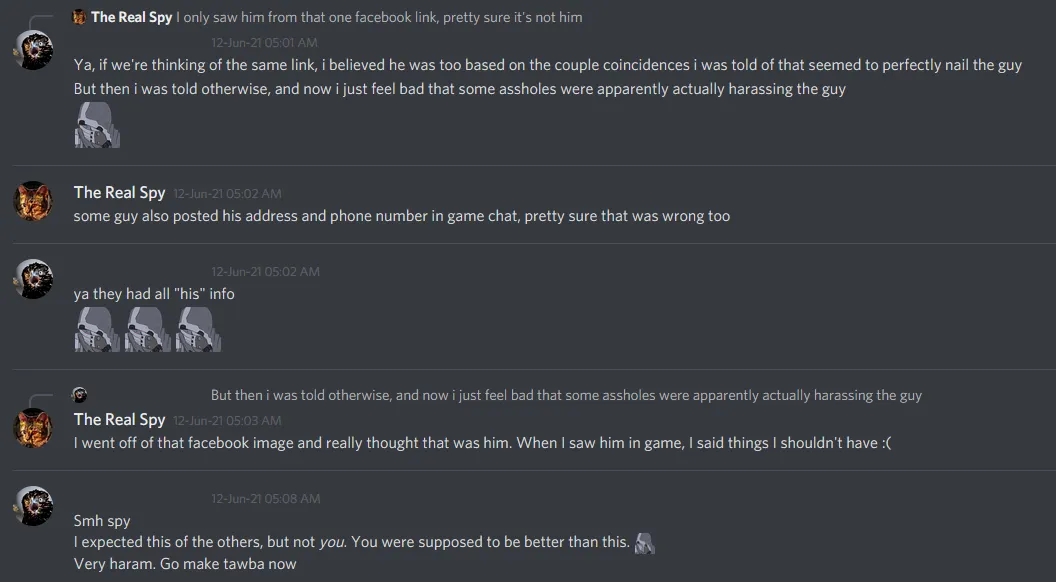 The Real Spy I only saw him from that one facebook link, pretty sure it's not him
12-Jun-21 05:01 AM
Ya, if we're thinking of the same link, i believed he was too based on the couple coincidences i was told of that seemed to perfectly nail the guy
But then i was told otherwise, and now i just feel bad that some assholes were apparently actually harassing the guy
The Real Spy 12-Jun-21 05:02 AM
some guy also posted his address and phone number in game chat, pretty sure that was wrong too
12-Jun-21 05:02 AM
ya they had all "his" info
But then i was told otherwise, and now i just feel bad that some assholes were apparently actually harassing the guy
The Real Spy 12-Jun-21 05:03 AM
I went off of that facebook image and really thought that was him. When I saw him in game, I said things I shouldn't have :(
12-Jun-21 05:08 AM
Smh spy
I expected this of the others, but not you. You were supposed to be better than this.
Very haram. Go make tawba now